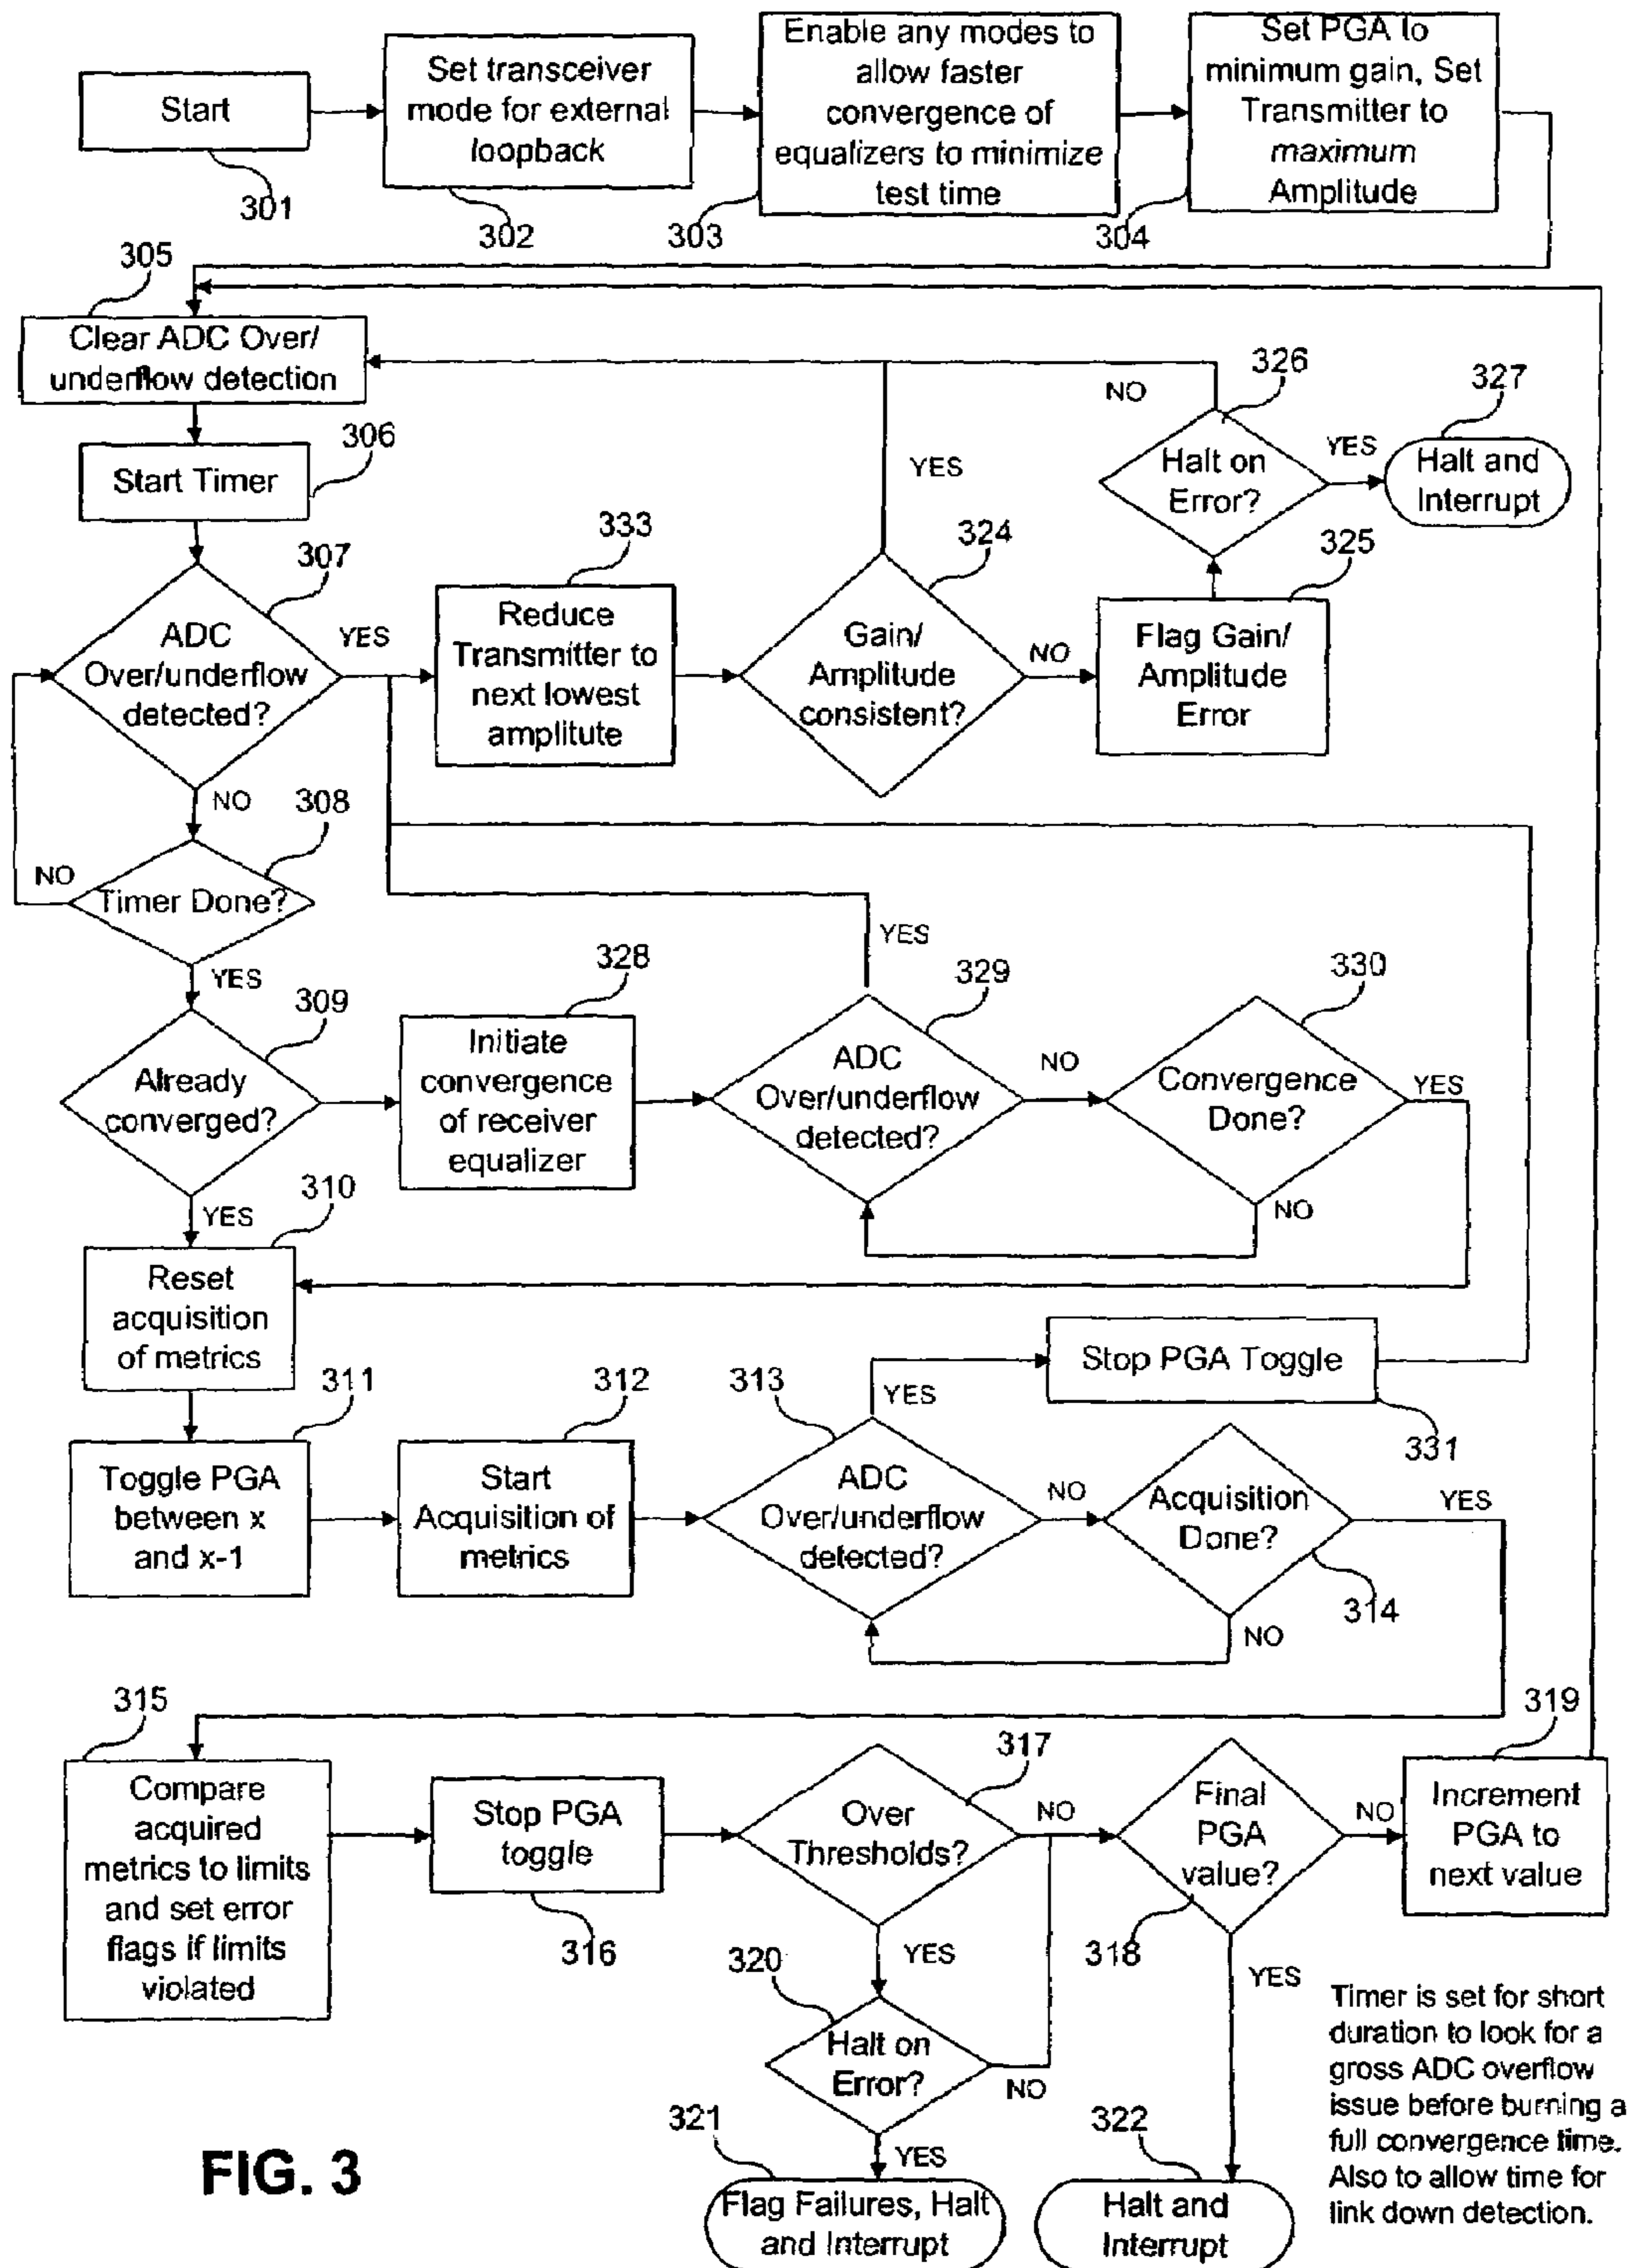 Start
301
Set transceiver
mode for external
loopback
302
Enable any modes to
allow faster
convergence of
equalizers to minimize
test time
303
Set PGA to
minimum gain, Set
Transmitter to
maximum
Amplitude
304
305
Clear ADC Over/
underflow detection
306
Start Timer
307
ADC
Over/underflow
detected?
YES
NO
333
Reduce
Transmitter to
next lowest
amplitute
324
Gain/
Amplitude
consistent?
YES
NO
325
Flag Gain/
Amplitude
Error
326
Halt on
Error?
NO
YES
327
Halt and
Interrupt
308
Timer Done?
NO
YES
309
Already
converged?
YES
328
Initiate
convergence
of receiver
equalizer
329
ADC
Over/underflow
detected?
YES
NO
330
Convergence
Done?
YES
NO
310
Reset
acquisition
of metrics
311
Toggle PGA
between x
and x-1
312
Start
Acquisition of
metrics
313
ADC
Over/underflow
detected?
YES
NO
Stop PGA Toggle
331
Acquisition
Done?
314
YES
NO
315
Compare
acquired
metrics to limits
and set error
flags if limits
violated
Stop PGA
toggle
316
317
Over
Thresholds?
NO
YES
Final
PGA
value?
318
NO
YES
319
Increment
PGA to
next value
320
Halt on
Error?
NO
YES
321
Flag Failures, Halt
and Interrupt
322
Halt and
Interrupt
Timer is set for short
duration to look for a
gross ADC overflow
issue before burning a
full convergence time.
Also to allow time for
link down detection.
FIG. 3